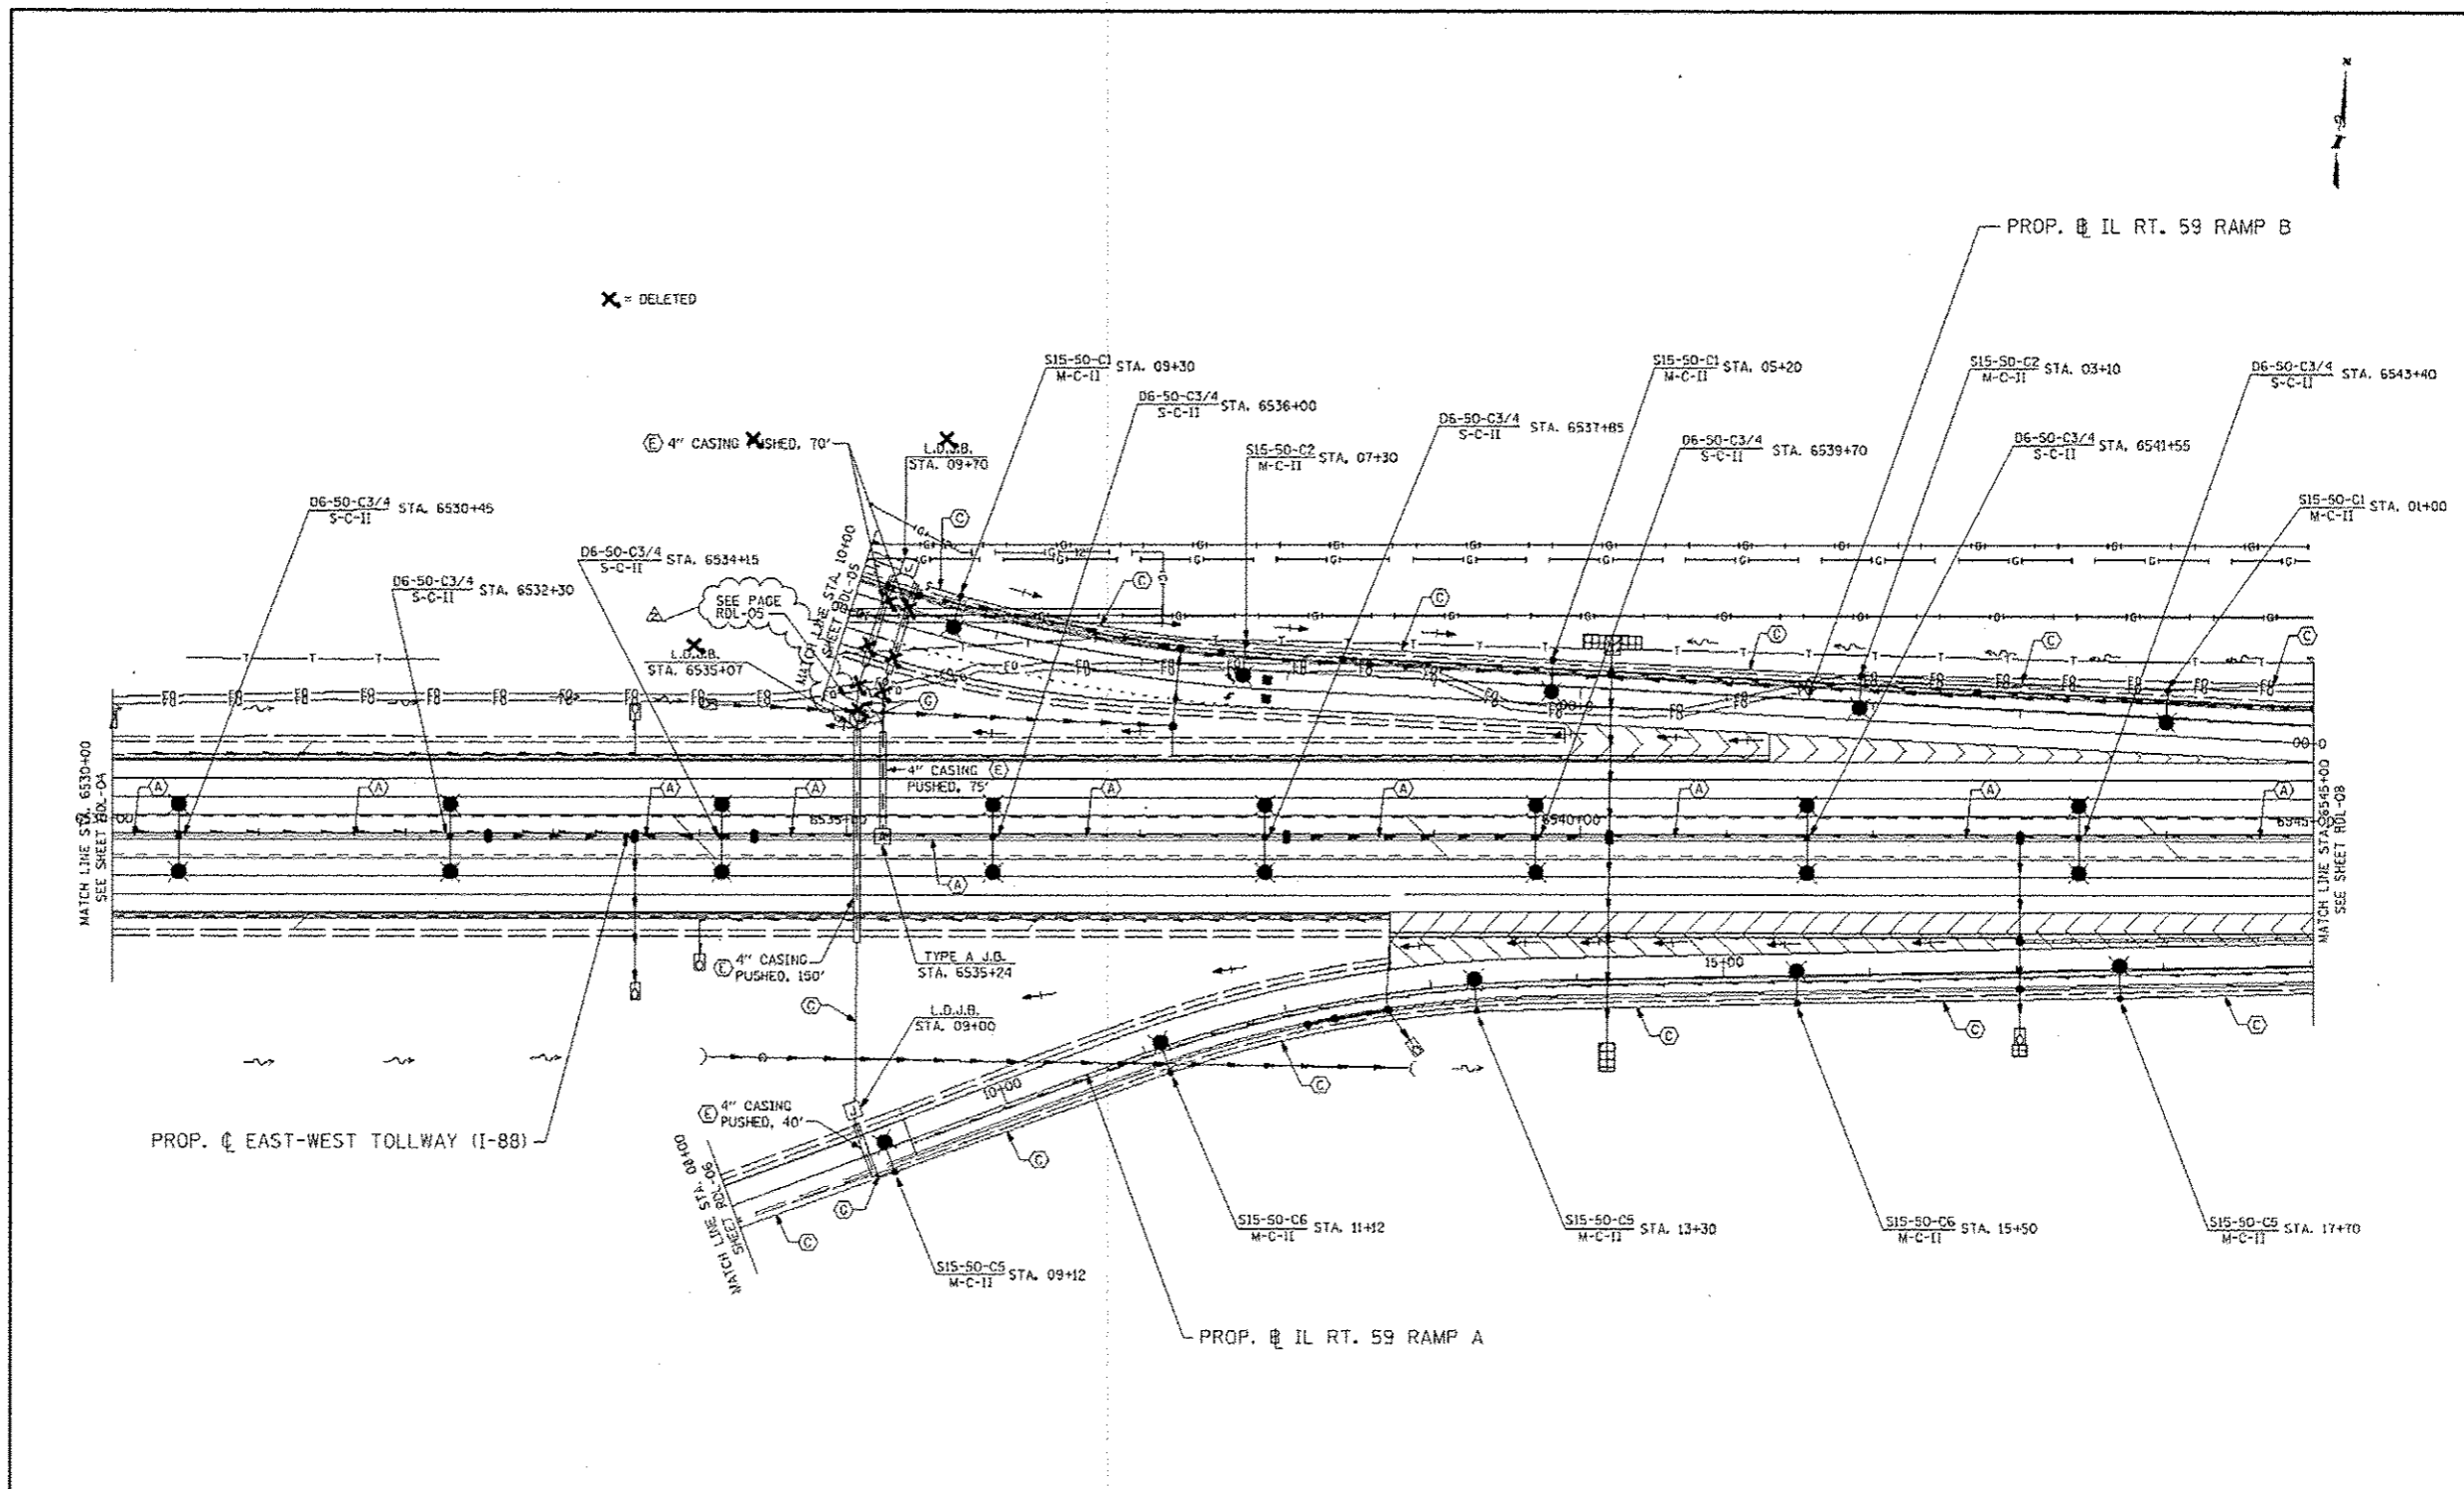 PROP. ℄ IL RT. 59 RAMP B
X = DELETED
S15-50-C1
M-C-II
STA. 09+30
S15-50-C1
M-C-II
STA. 05+20
S15-50-C2
M-C-II
STA. 03+10
D6-50-C3/4
S-C-II
STA. 6543+40
D6-50-C3/4
S-C-II
STA. 6536+00
D6-50-C3/4
S-C-II
STA. 6537+85
D6-50-C3/4
S-C-II
STA. 6539+70
D6-50-C3/4
S-C-II
STA. 6541+55
E 4" CASING PUSHED, 70'
L.D.J.B.
STA. 09+70
S15-50-C2
M-C-II
STA. 07+30
S15-50-C1
M-C-II
STA. 01+00
D6-50-C3/4
S-C-II
STA. 6530+45
D6-50-C3/4
S-C-II
STA. 6534+15
D6-50-C3/4
S-C-II
STA. 6532+30
MATCH LINE STA. 10+00
SHEET RDL-05
2
SEE PAGE
RDL-05
L.D.J.B.
STA. 6535+07
4" CASING E
PUSHED, 75'
MATCH LINE STA. 6530+00
SEE SHEET RDL-04
6535+00
6540+00
MATCH LINE STA. 6545+00
SEE SHEET RDL-08
E 4" CASING
PUSHED, 150'
TYPE A J.B.
STA. 6535+24
15+00
L.D.J.B.
STA. 09+00
10+00
E 4" CASING
PUSHED, 40'
PROP. ℄ EAST-WEST TOLLWAY (I-88)
MATCH LINE STA. 08+00
SHEET RDL-06
S15-50-C5
M-C-II
STA. 09+12
S15-50-C6
M-C-II
STA. 11+12
S15-50-C5
M-C-II
STA. 13+30
S15-50-C6
M-C-II
STA. 15+50
S15-50-C5
M-C-II
STA. 17+70
PROP. ℄ IL RT. 59 RAMP A